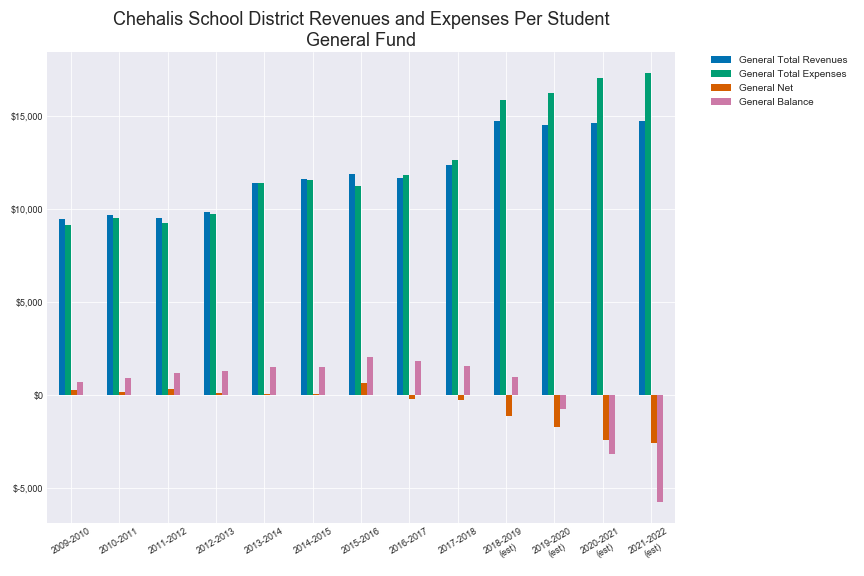 Chehalis School District Revenues and Expenses Per Student
General Fund
General Total Revenues
General Total Expenses
General Net
General Balance
$15,000
$10,000
$5,000
$0
$-5,000
2009-2010
2010-2011
2011-2012
2012-2013
2013-2014
2014-2015
2015-2016
2016-2017
2017-2018
2018-2019
(est)
2019-2020
(est)
2020-2021
(est)
2021-2022
(est)